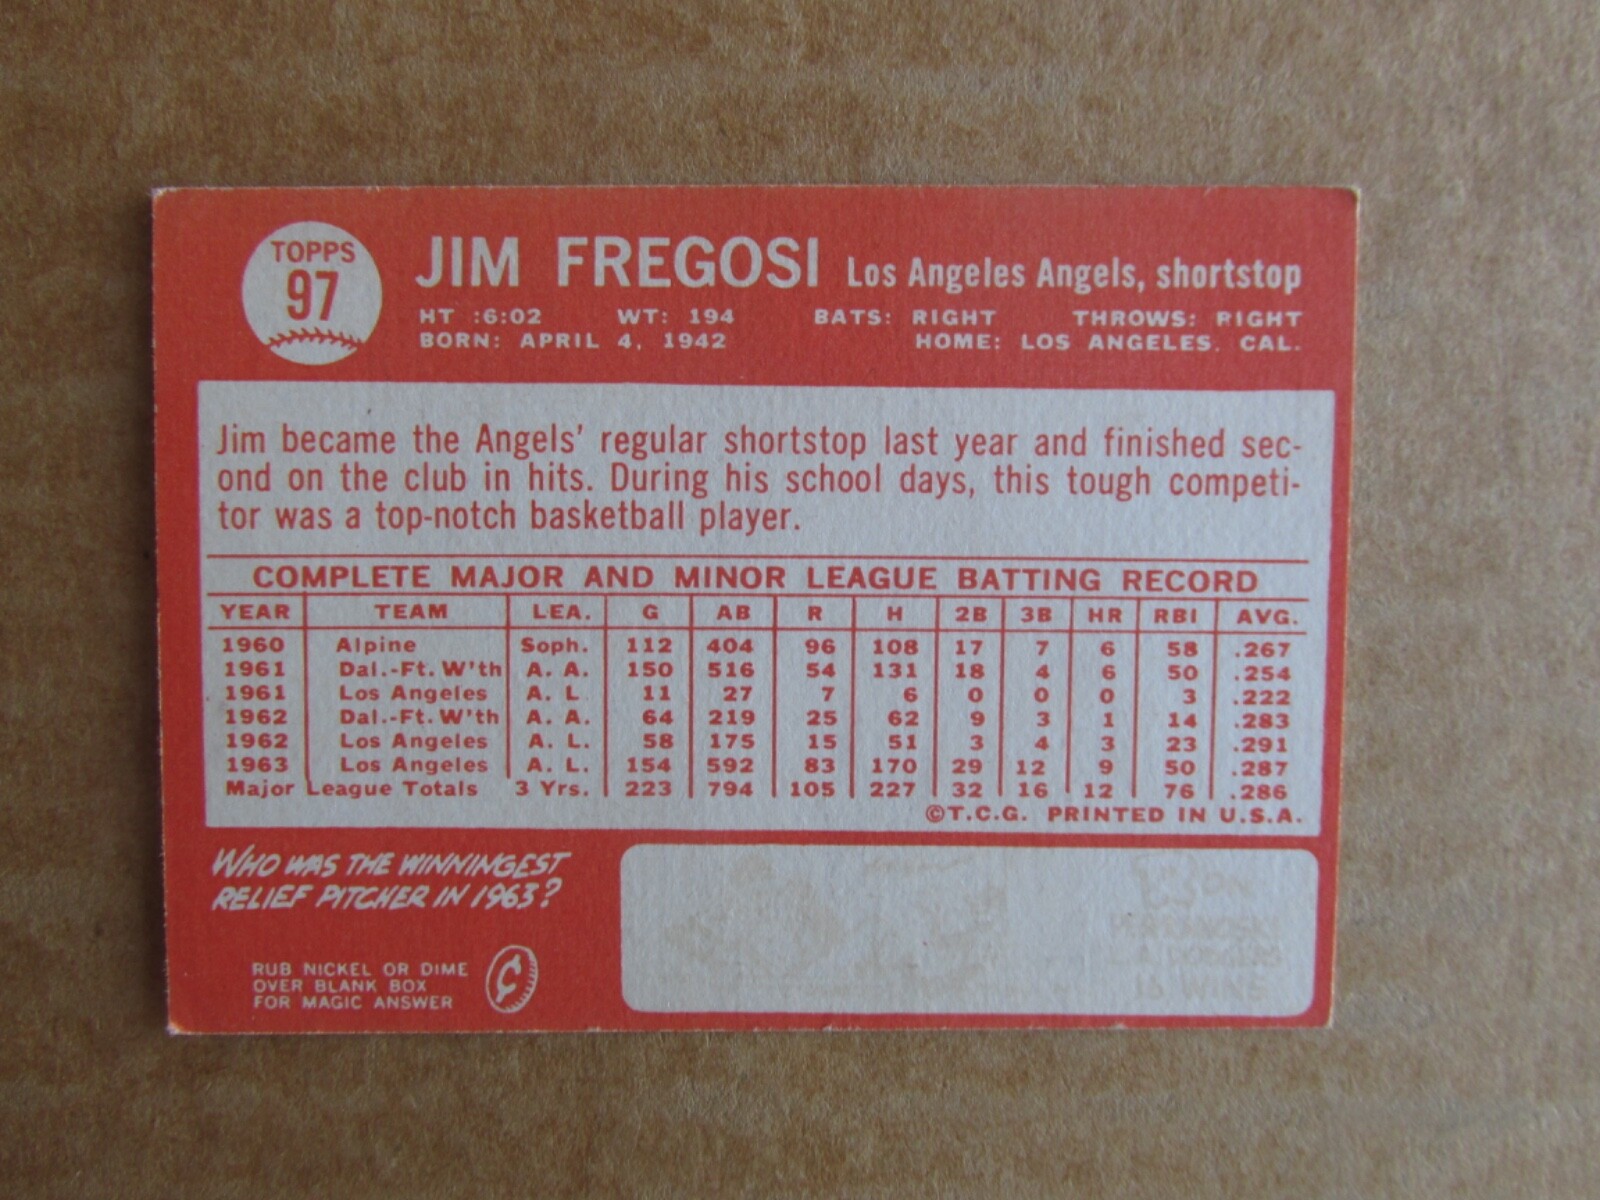 TOPPS
97
JIM FREGOSI Los Angeles Angels, shortstop
HT :6:02 WT: 194 BATS: RIGHT THROWS: RIGHT
BORN: APRIL 4, 1942 HOME: LOS ANGELES. CAL.
Jim became the Angels' regular shortstop last year and finished sec-
ond on the club in hits. During his school days, this tough competi-
tor was a top-notch basketball player.
COMPLETE MAJOR AND MINOR LEAGUE BATTING RECORD
YEAR TEAM LEA. G AB R H 2B 3B HR RBI AVG.
1960 Alpine Soph. 112 404 96 108 17 7 6 58 .267
1961 Dal.-Ft. W'th A. A. 150 516 54 131 18 4 6 50 .254
1961 Los Angeles A. L 11 27 7 6 0 0 0 3 .222
1962 Dal.-Ft. W'th A. A. 64 219 25 62 9 3 1 14 .283
1962 Los Angeles A. L. 58 175 15 51 3 4 3 23 .291
1963 Los Angeles A. L. 154 592 83 170 29 12 9 50 .287
Major League Totals 3 Yrs. 223 794 105 227 32 16 12 76 .286
©T.C.G. PRINTED IN U.S.A.
WHO WAS THE WINNINGEST
RELIEF PITCHER IN 1963?
RUB NICKEL OR DIME
OVER BLANK BOX
FOR MAGIC ANSWER
¢